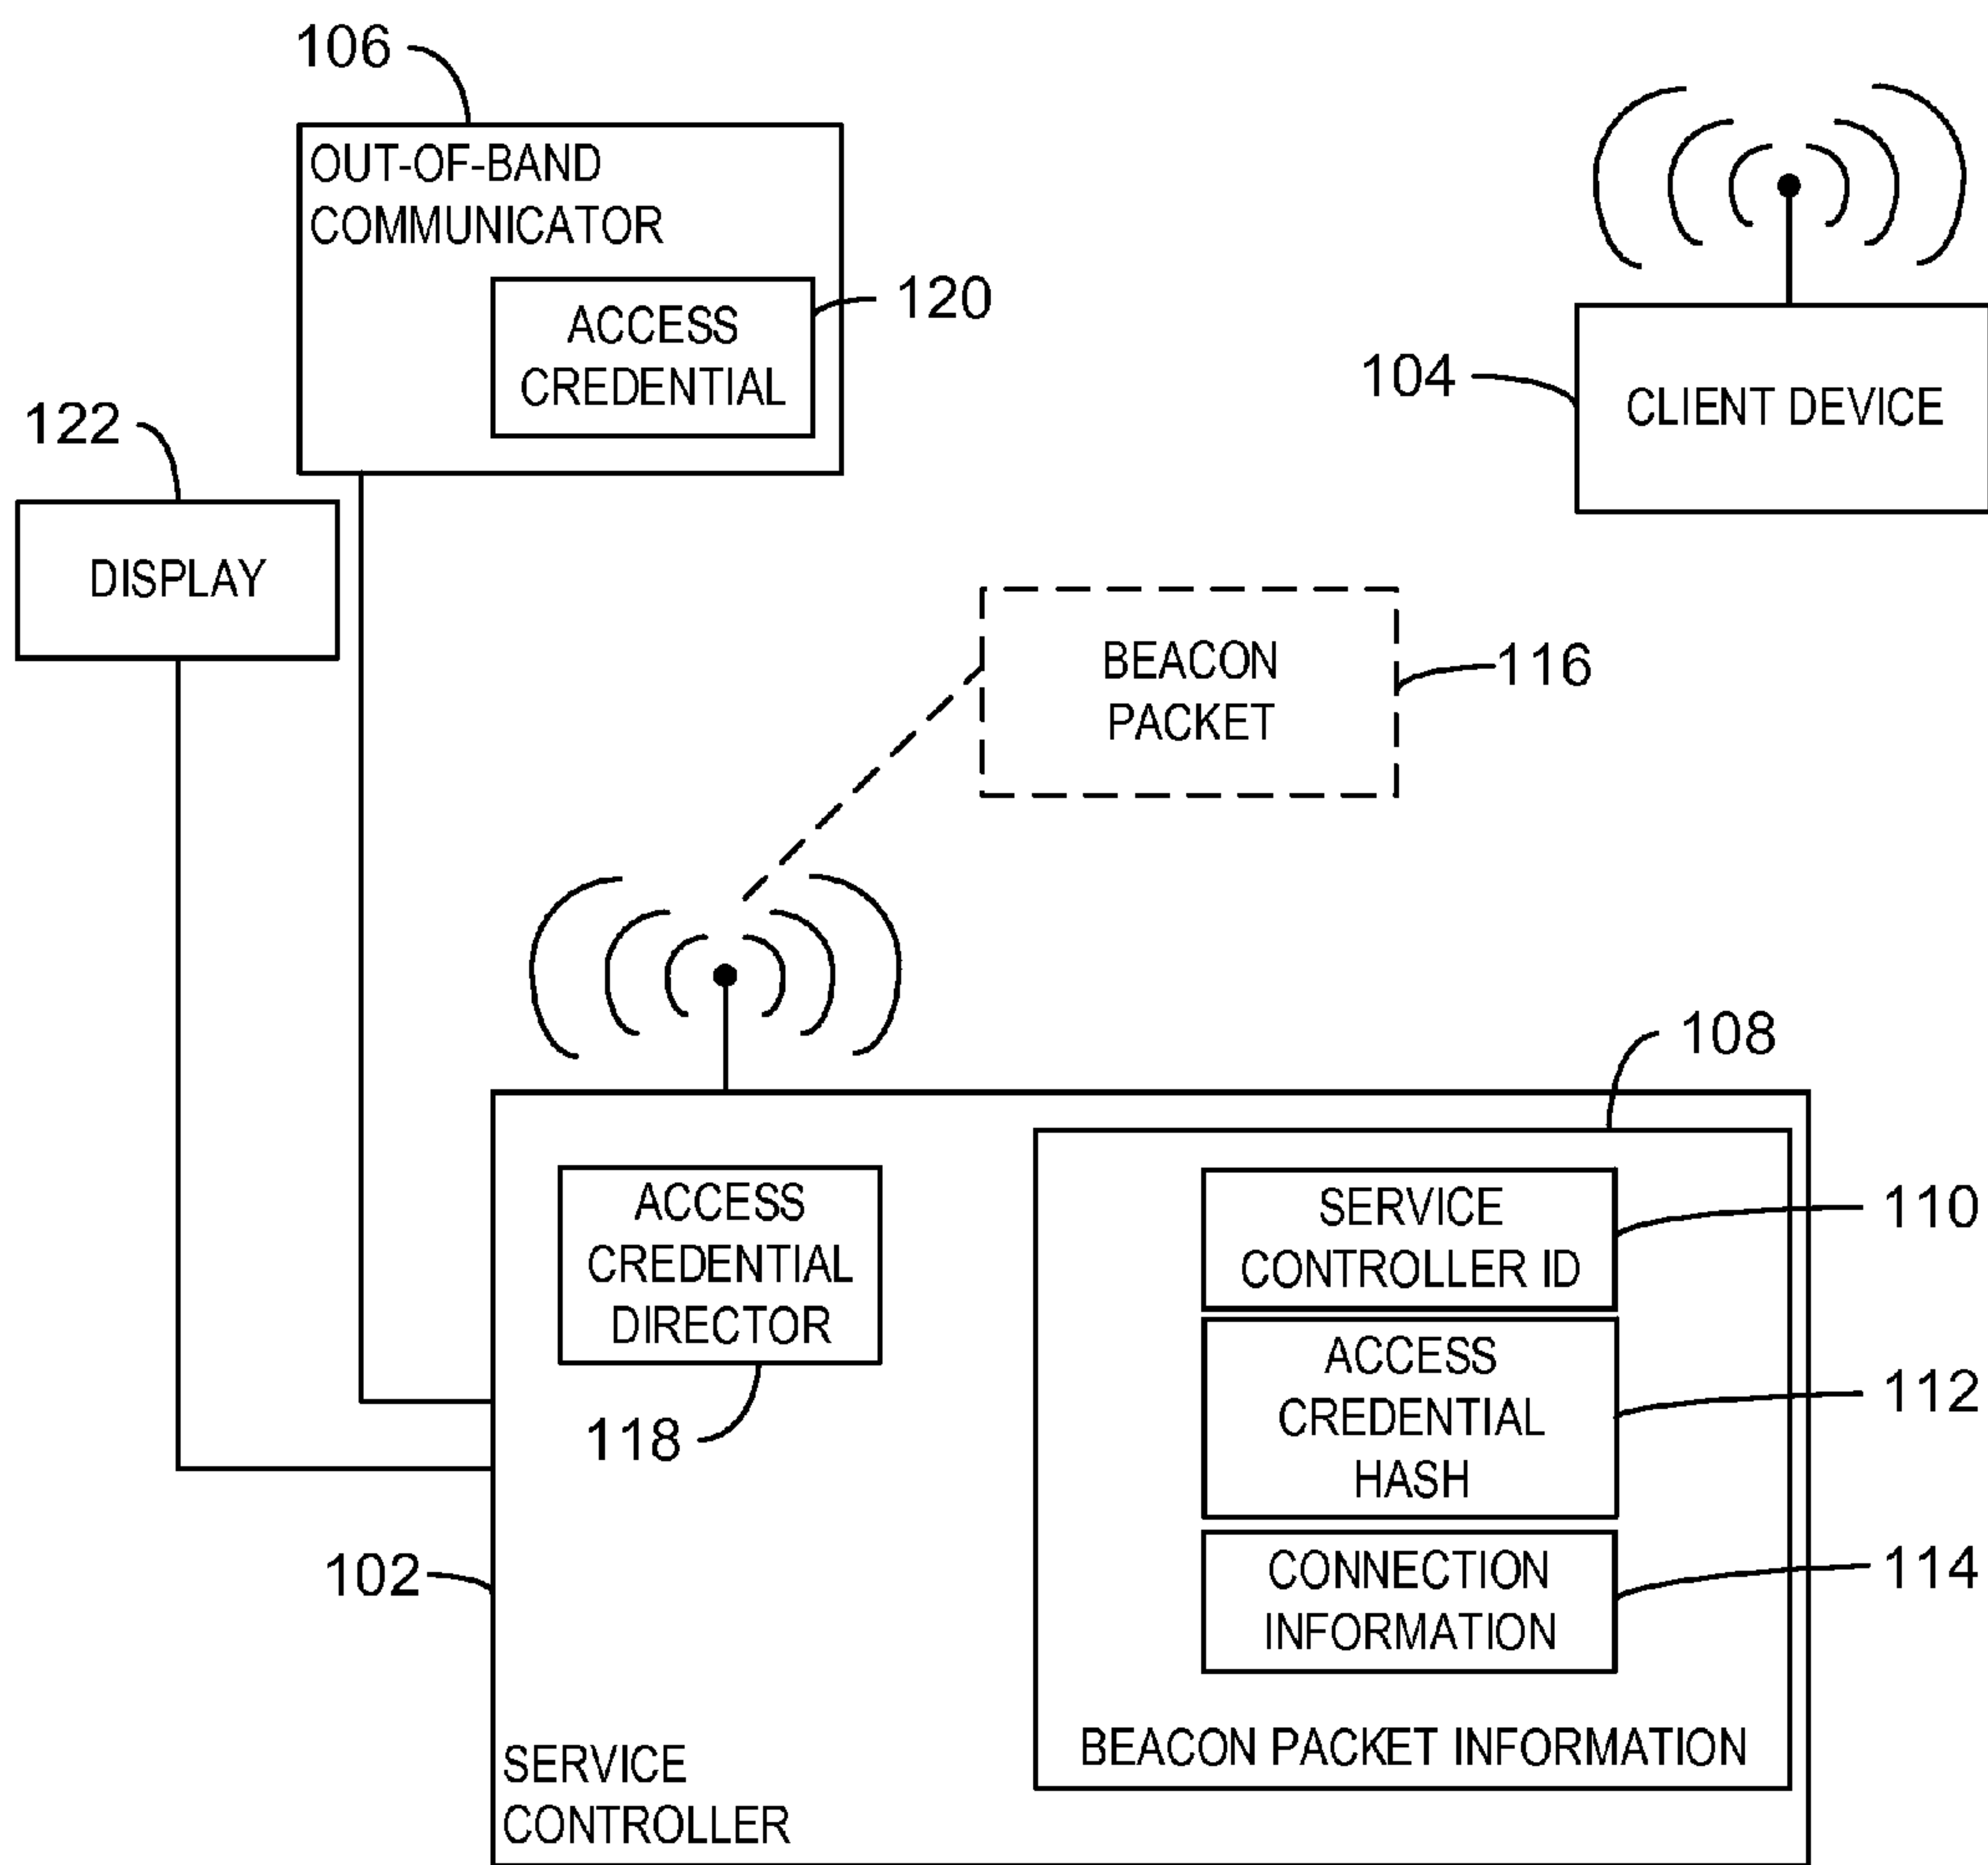 106
OUT-OF-BAND
COMMUNICATOR
ACCESS
CREDENTIAL
120
104
CLIENT DEVICE
122
DISPLAY
BEACON
PACKET
116
108
ACCESS
CREDENTIAL
DIRECTOR
118
SERVICE
CONTROLLER ID
110
ACCESS
CREDENTIAL
HASH
112
CONNECTION
INFORMATION
114
102
BEACON PACKET INFORMATION
SERVICE
CONTROLLER